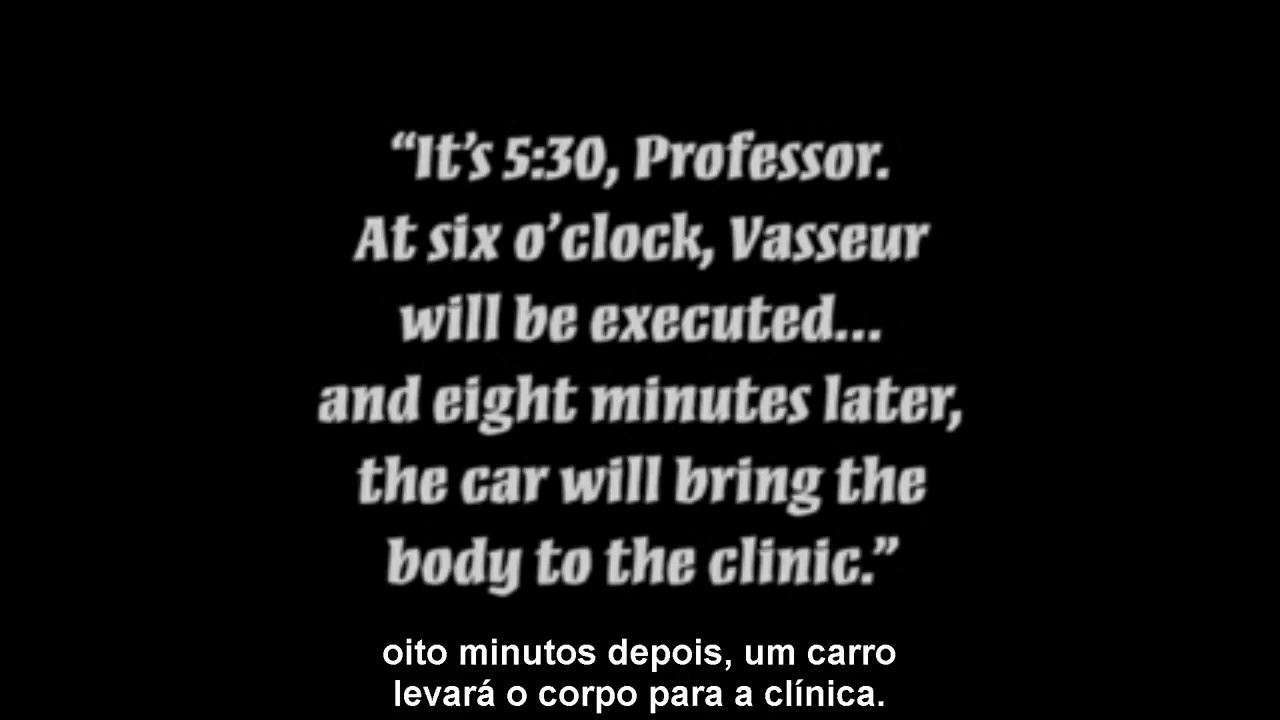 “It’s 5:30, Professor.
At six o’clock, Vasseur
will be executed...
and eight minutes later,
the car will bring the
body to the clinic.”
oito minutos depois, um carro
levará o corpo para a clínica.